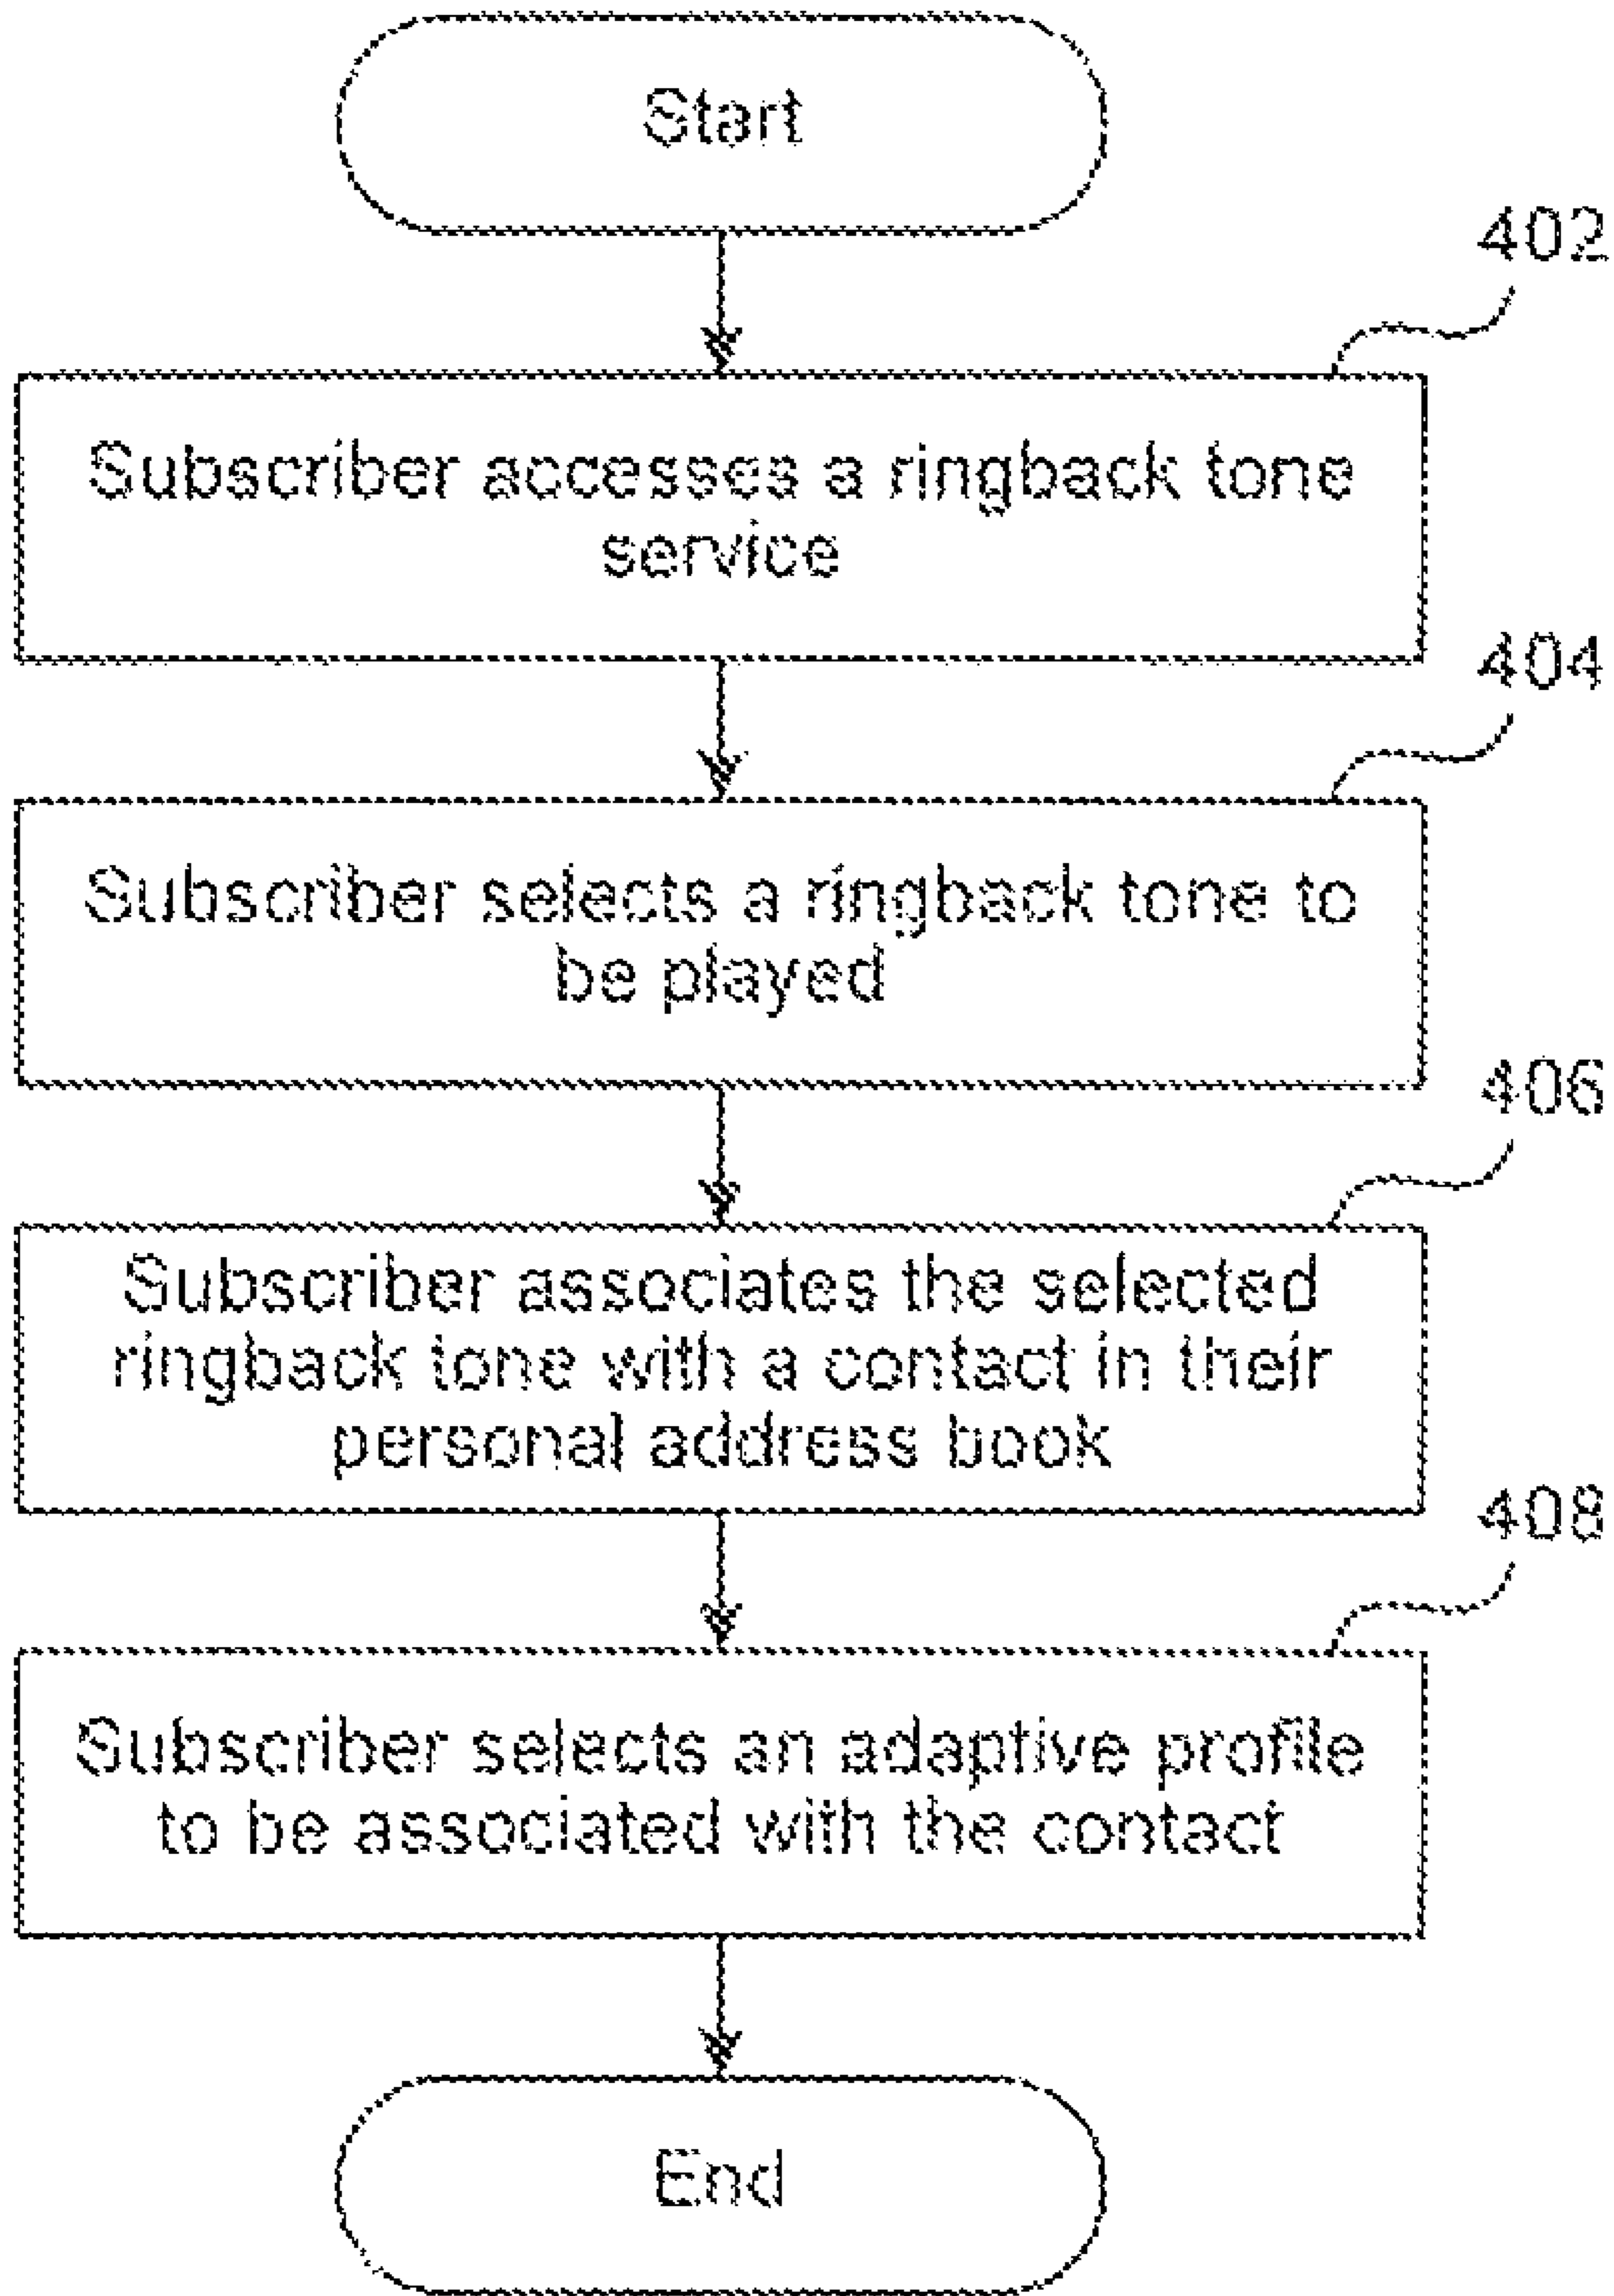 Start
402
Subscriber accesses a ringback tone
service
404
Subscriber selects a ringback tone to
be played
406
Subscriber associates the selected
ringback tone with a contact in their
personal address book
408
Subscriber selects an adaptive profile
to be associated with the contact
End